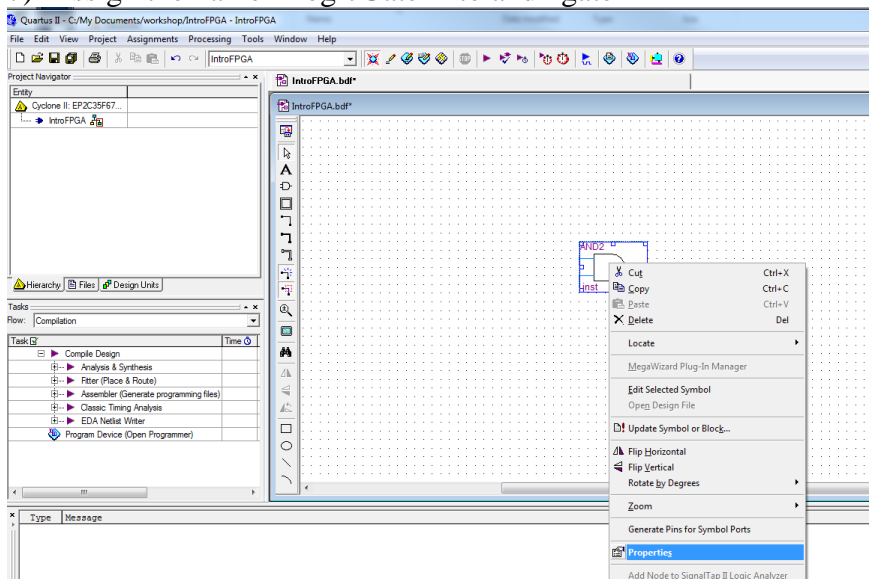 Quartus II - C:/My Documents/workshop/IntroFPGA - IntroFPGA
File Edit View Project Assignments Processing Tools Window Help
IntroFPGA
Project Navigator
Entity
Cyclone II: EP2C35F67...
IntroFPGA
Hierarchy Files Design Units
Tasks
Flow: Compilation
Task Time
Compile Design
Analysis & Synthesis
Fitter (Place & Route)
Assembler (Generate programming files)
Classic Timing Analysis
EDA Netlist Writer
Program Device (Open Programmer)
IntroFPGA.bdf*
IntroFPGA.bdf*
AND2
inst
Cut Ctrl+X
Copy Ctrl+C
Paste Ctrl+V
Delete Del
Locate
MegaWizard Plug-In Manager
Edit Selected Symbol
Open Design File
Update Symbol or Block...
Flip Horizontal
Flip Vertical
Rotate by Degrees
Zoom
Generate Pins for Symbol Ports
Properties
Add Node to SignalTap II Logic Analyzer
Type Message